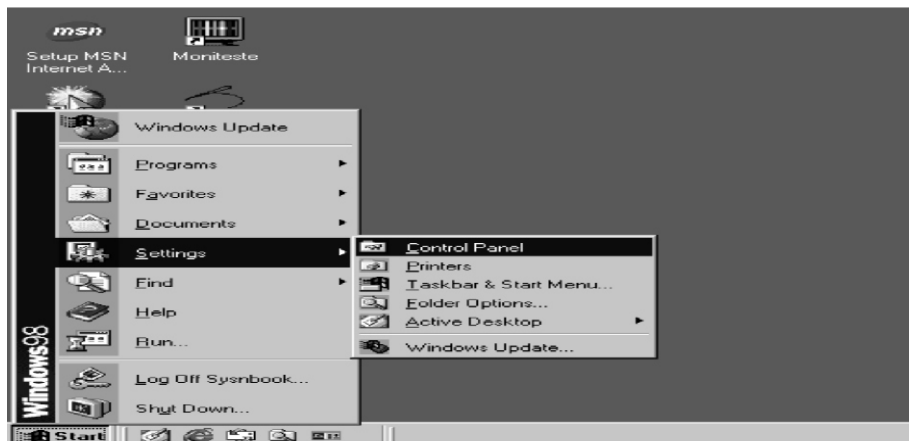 msn
Setup MSN
Internet A...
Moniteste
Windows Update
Programs
Favorites
Documents
Settings
Find
Help
Run...
Log Off Sysnbook...
Shut Down...
Windows98
Control Panel
Printers
Taskbar & Start Menu...
Folder Options...
Active Desktop
Windows Update...
Start